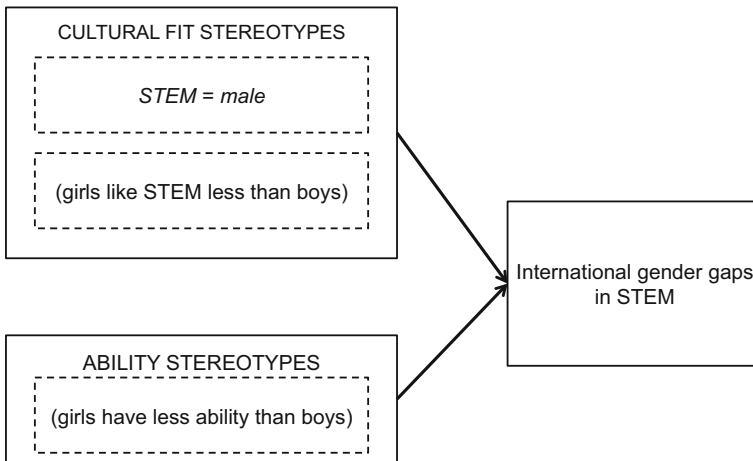 CULTURAL FIT STEREOTYPES
STEM = male
(girls like STEM less than boys)
International gender gaps
in STEM
ABILITY STEREOTYPES
(girls have less ability than boys)